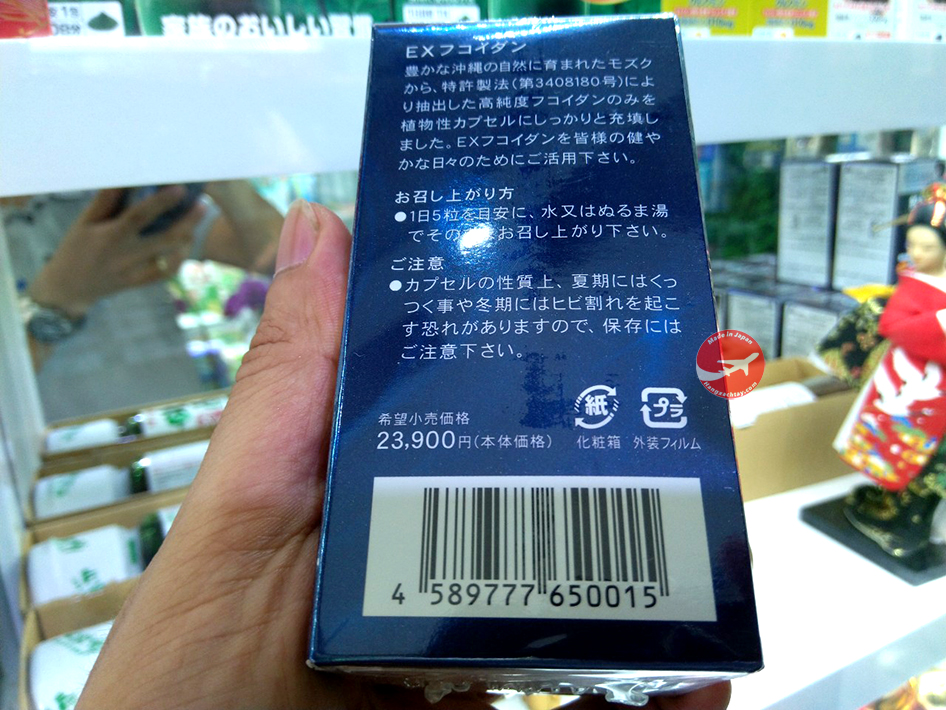 家族のおいしい習慣
EXフコイダン
豊かな沖縄の自然に育まれたモズク
から、特許製法(第3408180号)によ
り抽出した高純度フコイダンのみを
植物性カプセルにしっかりと充填し
ました。EXフコイダンを皆様の健や
かな日々のためにご活用下さい。
お召し上がり方
●1日5粒を目安に、水又はぬるま湯
でその お召し上がり下さい。
ご注意
●カプセルの性質上、夏期にはくっ
つく事や冬期にはヒビ割れを起こ
す恐れがありますので、保存には
ご注意下さい。
希望小売価格
23,900円(本体価格)
紙
化粧箱
プラ
外装フィルム
4 589777 650015
Made in Japan
Hangxachtay.com